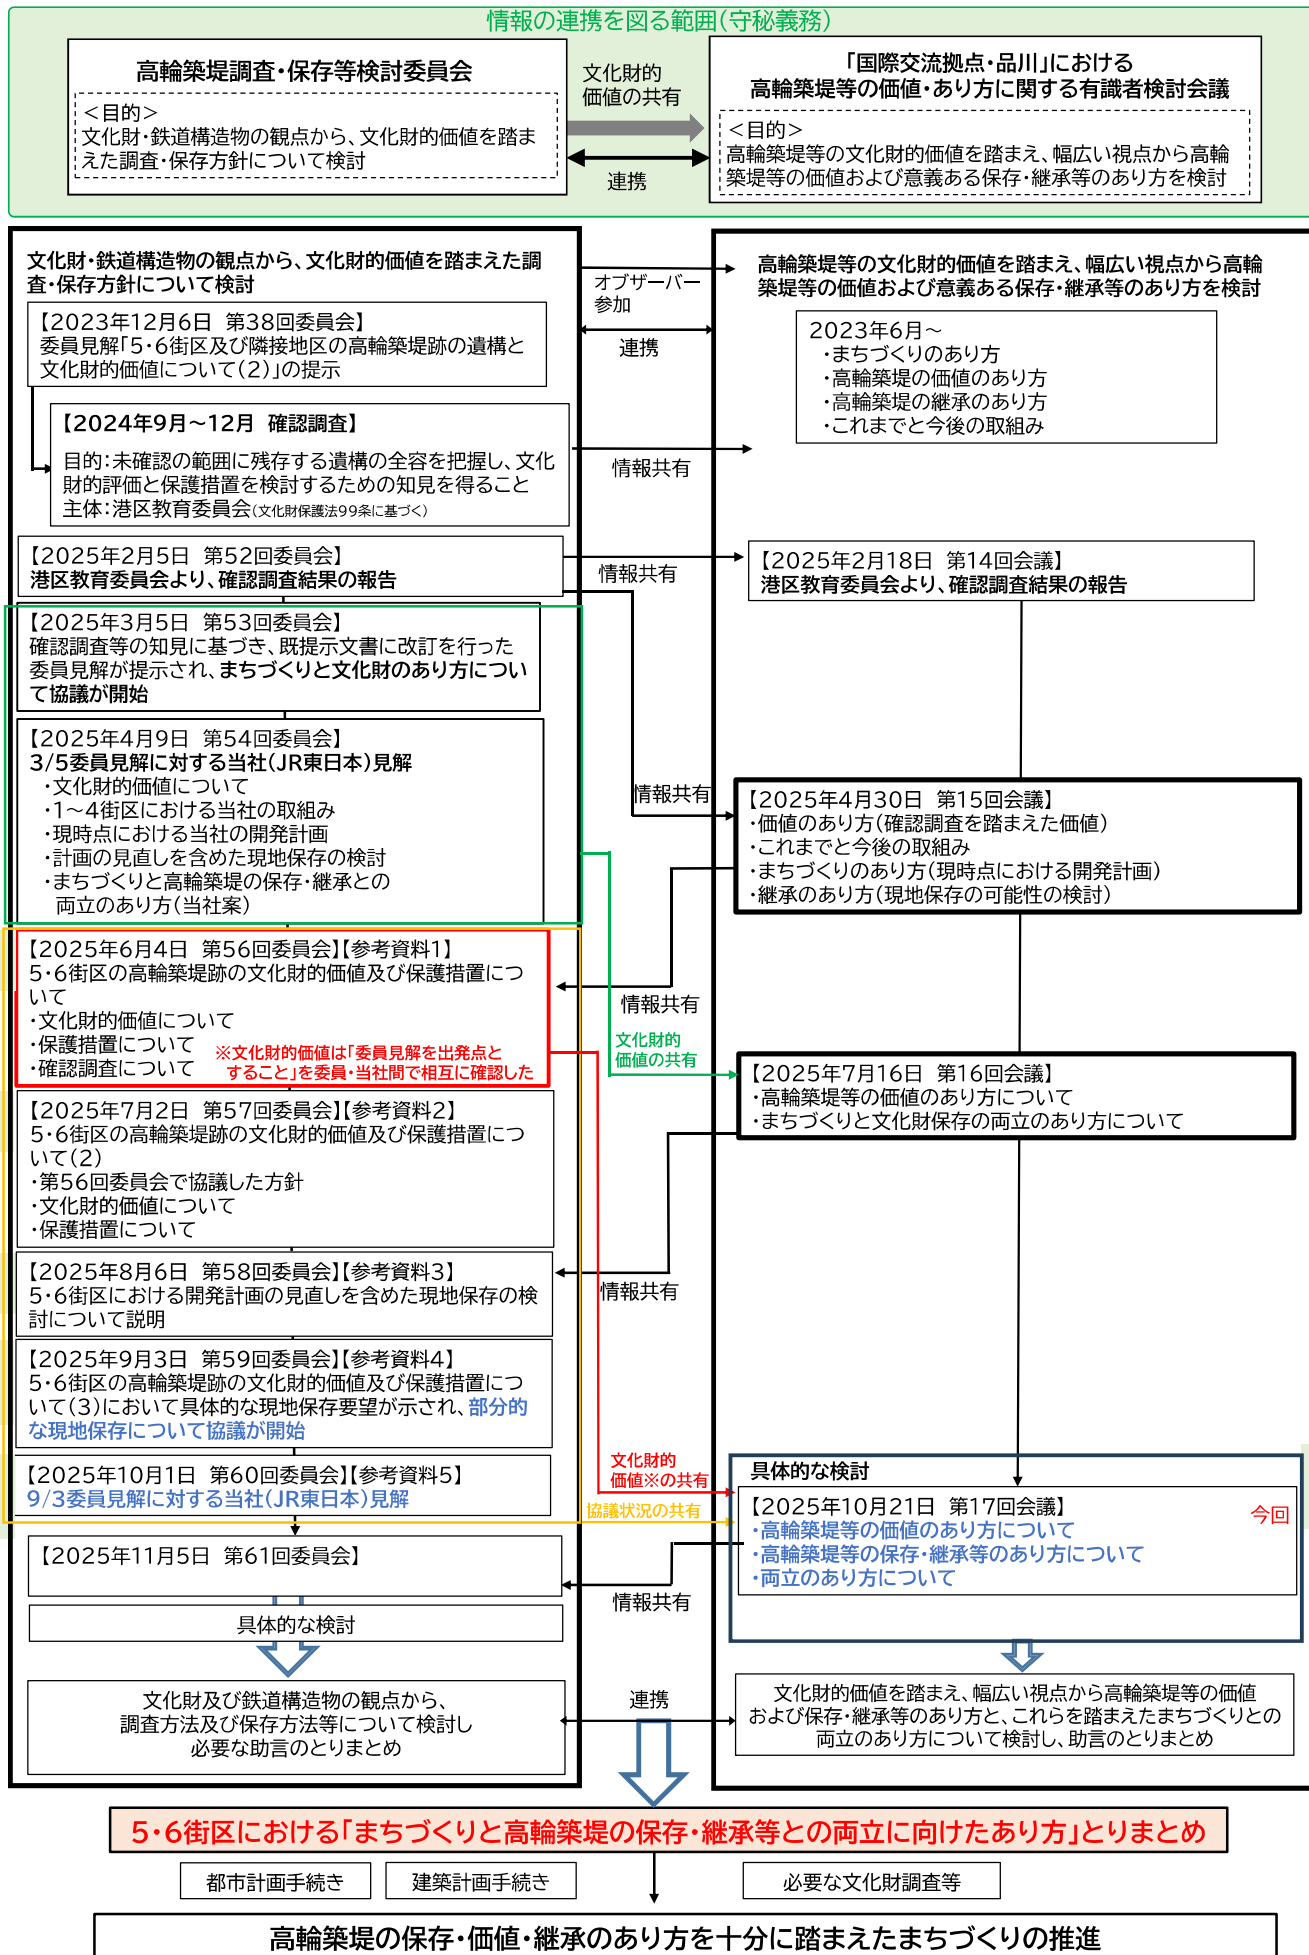 情報の連携を図る範囲(守秘義務)
高輪築堤調査・保存等検討委員会
<目的>
文化財・鉄道構造物の観点から、文化財的価値を踏ま
えた調査・保存方針について検討
文化財的
価値の共有
連携
「国際交流拠点・品川」における
高輪築堤等の価値・あり方に関する有識者検討会議
<目的>
高輪築堤等の文化財的価値を踏まえ、幅広い視点から高輪
築堤等の価値および意義ある保存・継承等のあり方を検討
文化財・鉄道構造物の観点から、文化財的価値を踏まえた調
査・保存方針について検討
オブザーバー
参加
連携
高輪築堤等の文化財的価値を踏まえ、幅広い視点から高輪
築堤等の価値および意義ある保存・継承等のあり方を検討
【2023年12月6日 第38回委員会】
委員見解「5・6街区及び隣接地区の高輪築堤跡の遺構と
文化財的価値について(2)」の提示
2023年6月~
・まちづくりのあり方
・高輪築堤の価値のあり方
・高輪築堤の継承のあり方
・これまでと今後の取組み
【2024年9月~12月 確認調査】
目的:未確認の範囲に残存する遺構の全容を把握し、文化
財的評価と保護措置を検討するための知見を得ること
主体:港区教育委員会(文化財保護法99条に基づく)
情報共有
【2025年2月5日 第52回委員会】
港区教育委員会より、確認調査結果の報告
情報共有
【2025年2月18日 第14回会議】
港区教育委員会より、確認調査結果の報告
【2025年3月5日 第53回委員会】
確認調査等の知見に基づき、既提示文書に改訂を行った
委員見解が提示され、まちづくりと文化財のあり方につい
て協議が開始
【2025年4月9日 第54回委員会】
3/5委員見解に対する当社(JR東日本)見解
・文化財的価値について
・1~4街区における当社の取組み
・現時点における当社の開発計画
・計画の見直しを含めた現地保存の検討
・まちづくりと高輪築堤の保存・継承との
両立のあり方(当社案)
情報共有
【2025年4月30日 第15回会議】
・価値のあり方(確認調査を踏まえた価値)
・これまでと今後の取組み
・まちづくりのあり方(現時点における開発計画)
・継承のあり方(現地保存の可能性の検討)
【2025年6月4日 第56回委員会】【参考資料1】
5・6街区の高輪築堤跡の文化財的価値及び保護措置につ
いて
・文化財的価値について
・保護措置について
・確認調査について
※文化財的価値は「委員見解を出発点と
すること」を委員・当社間で相互に確認した
情報共有
文化財的
価値の共有
【2025年7月16日 第16回会議】
・高輪築堤等の価値のあり方について
・まちづくりと文化財保存の両立のあり方について
【2025年7月2日 第57回委員会】【参考資料2】
5・6街区の高輪築堤跡の文化財的価値及び保護措置につ
いて(2)
・第56回委員会で協議した方針
・文化財的価値について
・保護措置について
【2025年8月6日 第58回委員会】【参考資料3】
5・6街区における開発計画の見直しを含めた現地保存の検
討について説明
情報共有
【2025年9月3日 第59回委員会】【参考資料4】
5・6街区の高輪築堤跡の文化財的価値及び保護措置につ
いて(3)において具体的な現地保存要望が示され、部分的
な現地保存について協議が開始
【2025年10月1日 第60回委員会】【参考資料5】
9/3委員見解に対する当社(JR東日本)見解
文化財的
価値※の共有
協議状況の共有
具体的な検討
【2025年10月21日 第17回会議】
今回
・高輪築堤等の価値のあり方について
・高輪築堤等の保存・継承等のあり方について
・両立のあり方について
【2025年11月5日 第61回委員会】
情報共有
具体的な検討
文化財及び鉄道構造物の観点から、
調査方法及び保存方法等について検討し
必要な助言のとりまとめ
連携
文化財的価値を踏まえ、幅広い視点から高輪築堤等の価値
および保存・継承等のあり方と、これらを踏まえたまちづくりとの
両立のあり方について検討し、助言のとりまとめ
5・6街区における「まちづくりと高輪築堤の保存・継承等との両立に向けたあり方」とりまとめ
都市計画手続き
建築計画手続き
必要な文化財調査等
高輪築堤の保存・価値・継承のあり方を十分に踏まえたまちづくりの推進